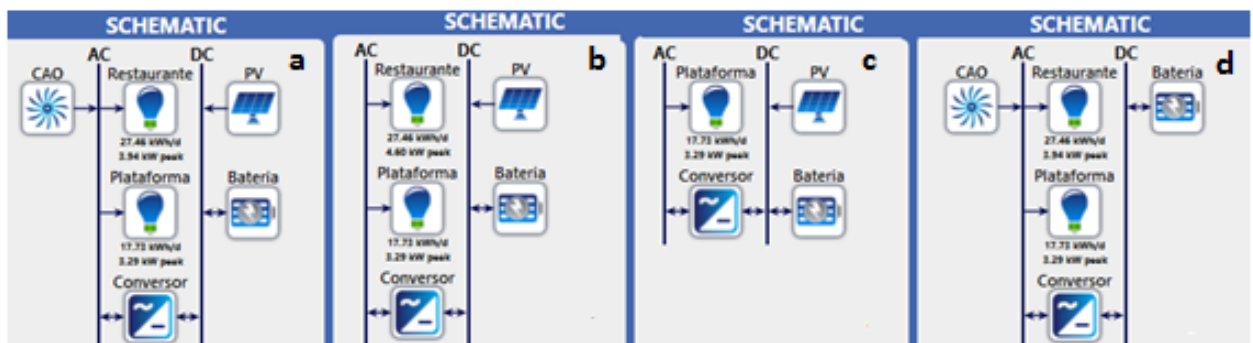 SCHEMATIC
AC
DC
a
CAO
Restaurante
PV
27.46 kWh/d
3.94 kW peak
Plataforma
Bateria
17.73 kWh/d
3.29 kW peak
Conversor
SCHEMATIC
AC
DC
b
Restaurante
PV
27.46 kWh/d
4.60 kW peak
Plataforma
Bateria
17.73 kWh/d
3.29 kW peak
Conversor
SCHEMATIC
AC
DC
c
Plataforma
PV
17.73 kWh/d
3.29 kW peak
Conversor
Bateria
SCHEMATIC
AC
DC
d
CAO
Restaurante
Bateria
27.46 kWh/d
3.94 kW peak
Plataforma
17.73 kWh/d
3.29 kW peak
Conversor